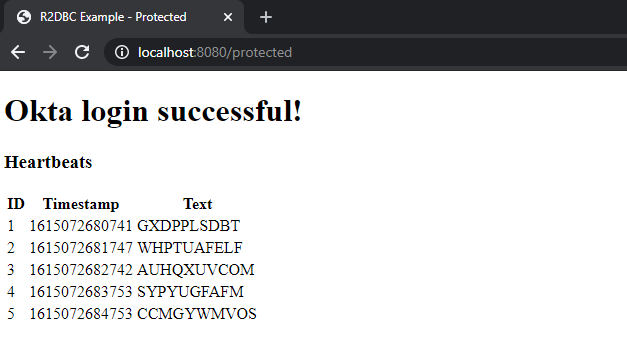 R2DBC Example - Protected
localhost:8080/protected
Okta login successful!
Heartbeats
ID Timestamp Text
1 1615072680741 GXDPPLSDBT
2 1615072681747 WHPTUAFELF
3 1615072682742 AUHQXUVCOM
4 1615072683753 SYPYUGFAFM
5 1615072684753 CCMGYWMVOS